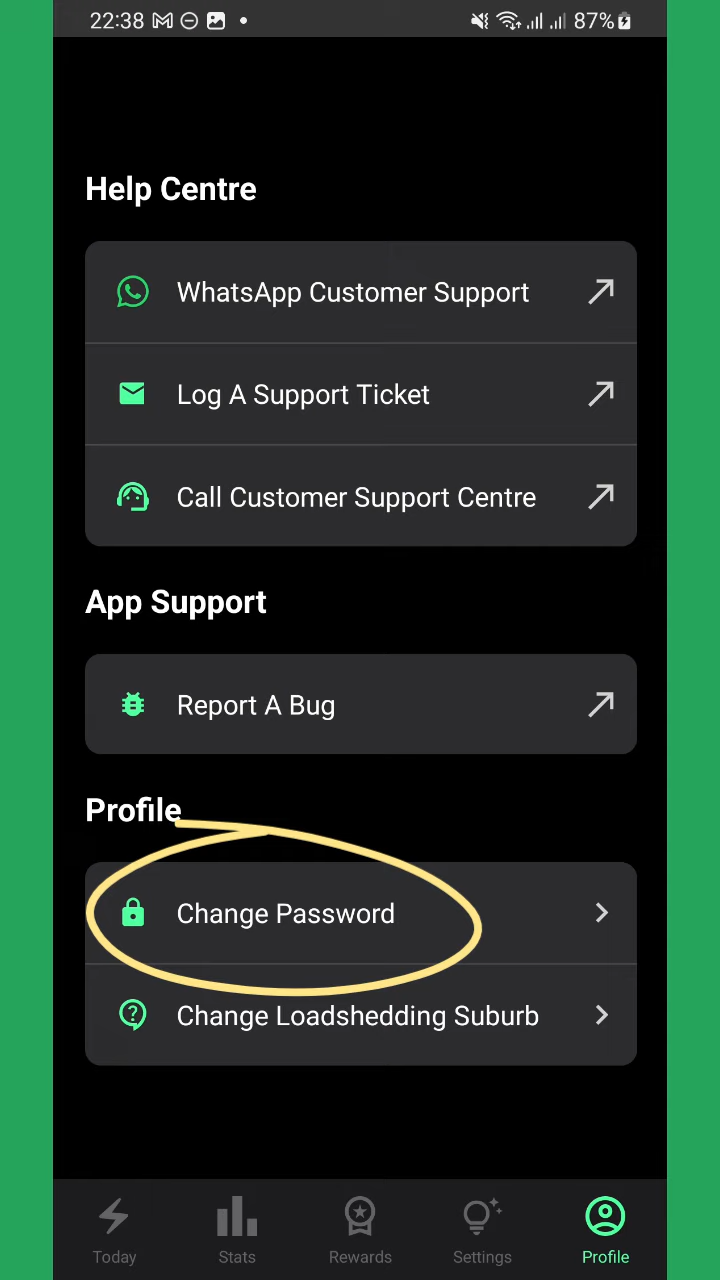 22:38 87%
Help Centre
WhatsApp Customer Support
Log A Support Ticket
Call Customer Support Centre
App Support
Report A Bug
Profile
Change Password
Change Loadshedding Suburb
Today Stats Rewards Settings Profile